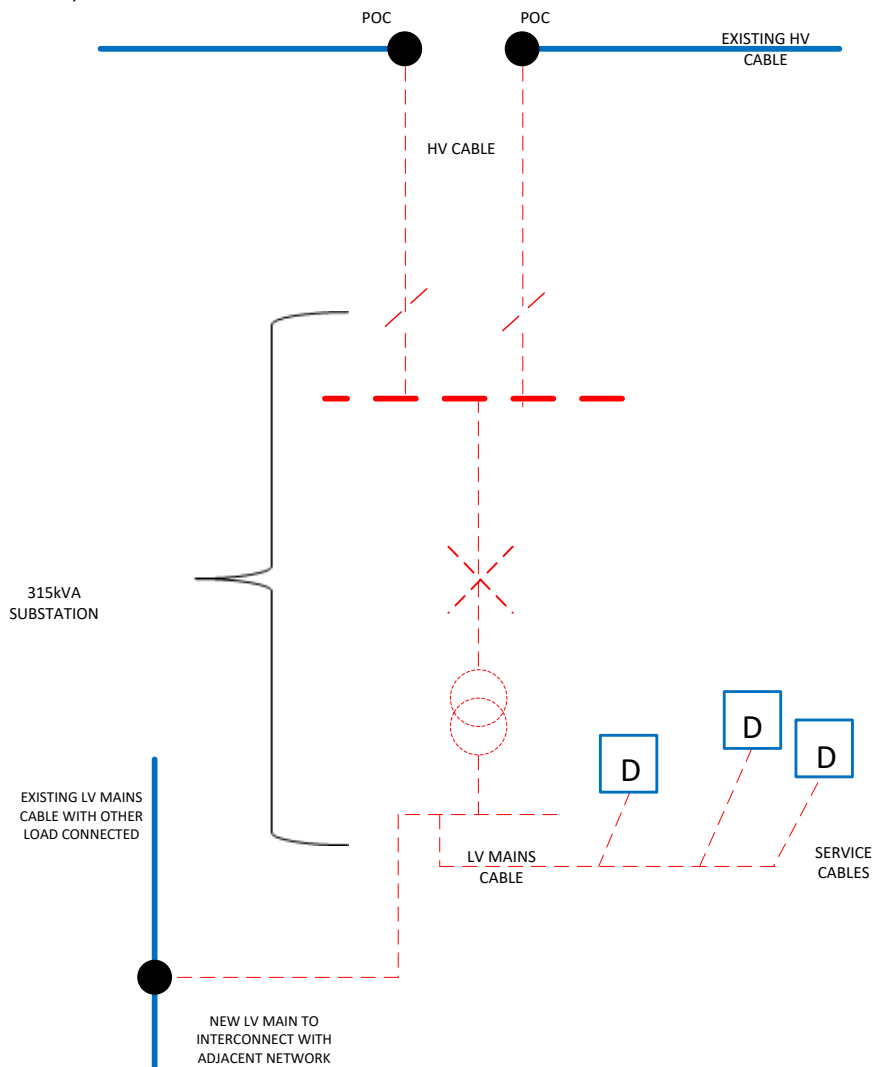 POC
POC
EXISTING HV
CABLE
HV CABLE
315kVA
SUBSTATION
D
D
D
EXISTING LV MAINS
CABLE WITH OTHER
LOAD CONNECTED
LV MAINS
CABLE
SERVICE
CABLES
NEW LV MAIN TO
INTERCONNECT WITH
ADJACENT NETWORK